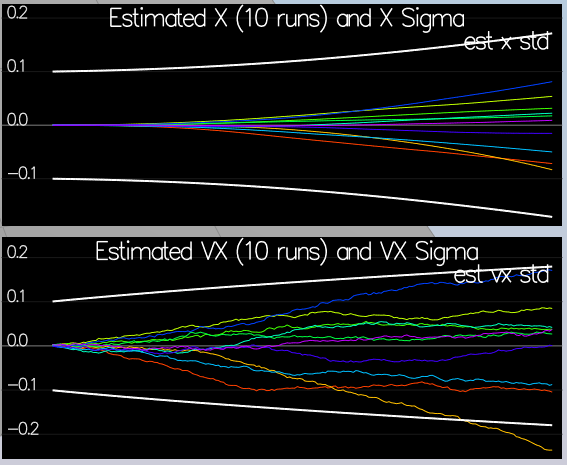 0.2
Estimated X (10 runs) and X Sigma
est x std
0.1
0.0
-0.1
0.2
Estimated VX (10 runs) and VX Sigma
est vx std
0.1
0.0
-0.1
-0.2